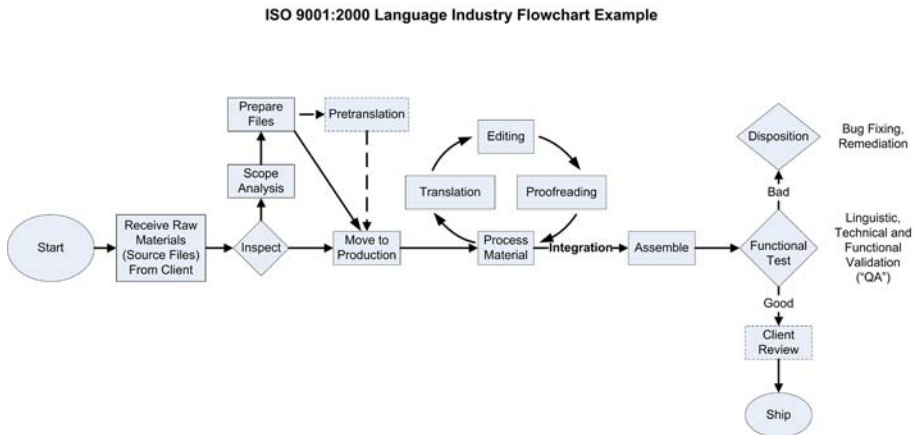 ISO 9001:2000 Language Industry Flowchart Example
Prepare
Files
Pretranslation
Editing
Disposition
Bug Fixing,
Remediation
Scope
Analysis
Translation
Proofreading
Bad
Start
Receive Raw
Materials
(Source Files)
From Client
Inspect
Move to
Production
Process
Material
Integration
Assemble
Functional
Test
Linguistic,
Technical and
Functional
Validation
(“QA”)
Good
Client
Review
Ship